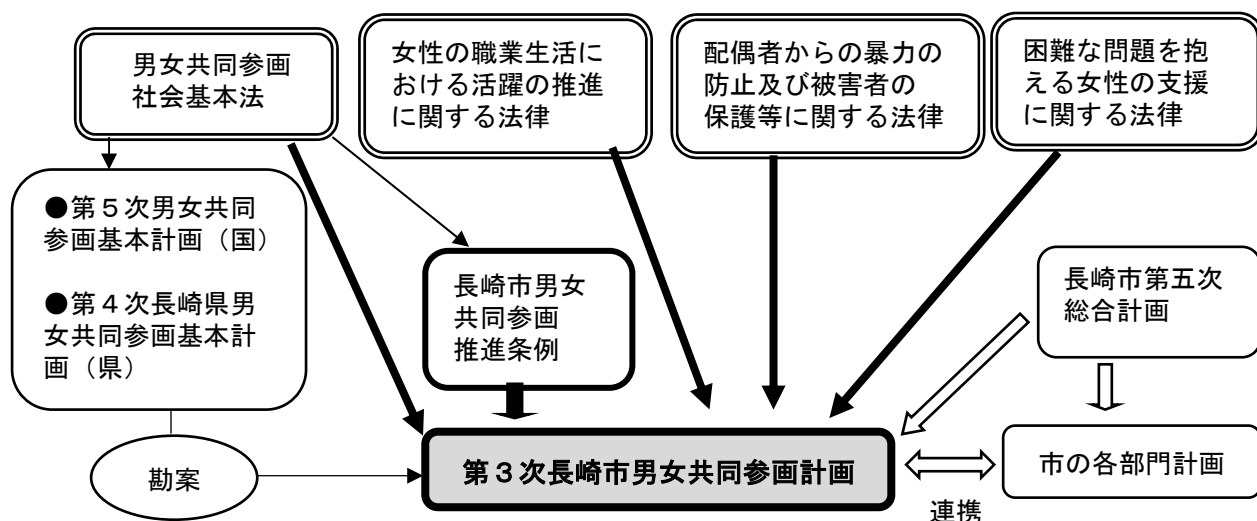 男女共同参画
社会基本法
女性の職業生活に
おける活躍の推進
に関する法律
配偶者からの暴力の
防止及び被害者の
保護等に関する法律
困難な問題を抱
える女性の支援
に関する法律
●第５次男女共同
参画基本計画（国）
●第４次長崎県男
女共同参画基本計
画（県）
長崎市男女
共同参画
推進条例
長崎市第五次
総合計画
勘案
第３次長崎市男女共同参画計画
市の各部門計画
連携